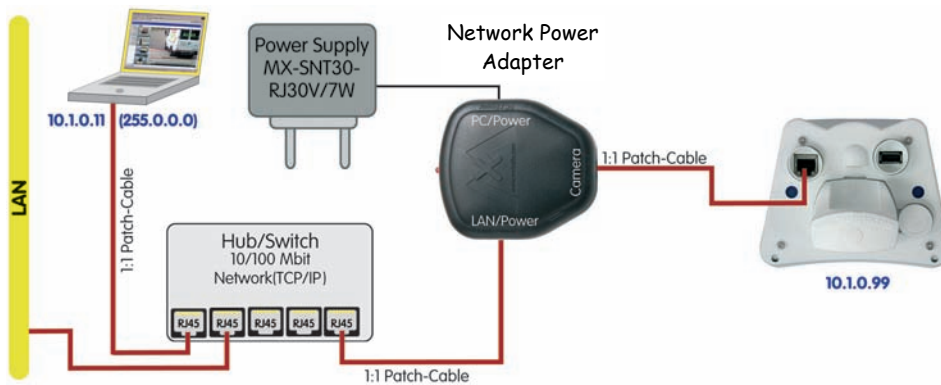 LAN
10.1.0.11 (255.0.0.0)
1:1 Patch-Cable
Power Supply
MX-SNT30-
RJ30V/7W
Network Power
Adapter
PC/Power
Camera
LAN/Power
1:1 Patch-Cable
10.1.0.99
Hub/Switch
10/100 Mbit
Network(TCP/IP)
RJ45 RJ45 RJ45 RJ45 RJ45
1:1 Patch-Cable